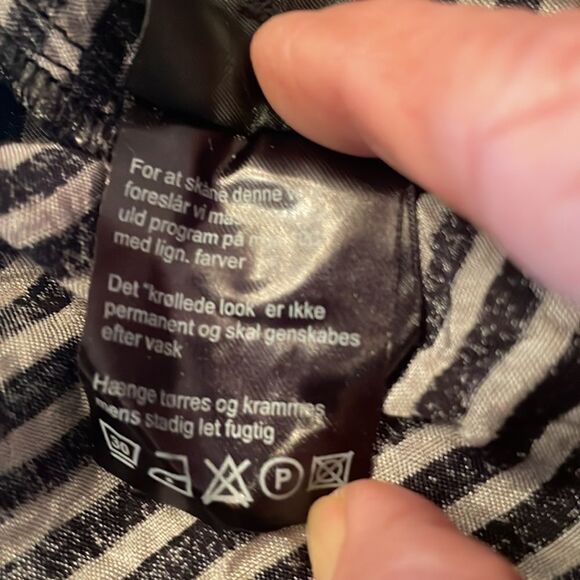 For at skåne denne
foreslår vi
uld program på
med lign. farver
Det "krøllede look" er ikke
permanent og skal genskabes
efter vask
Hænge tørres og krammes
mens stadig let fugtig
30 P